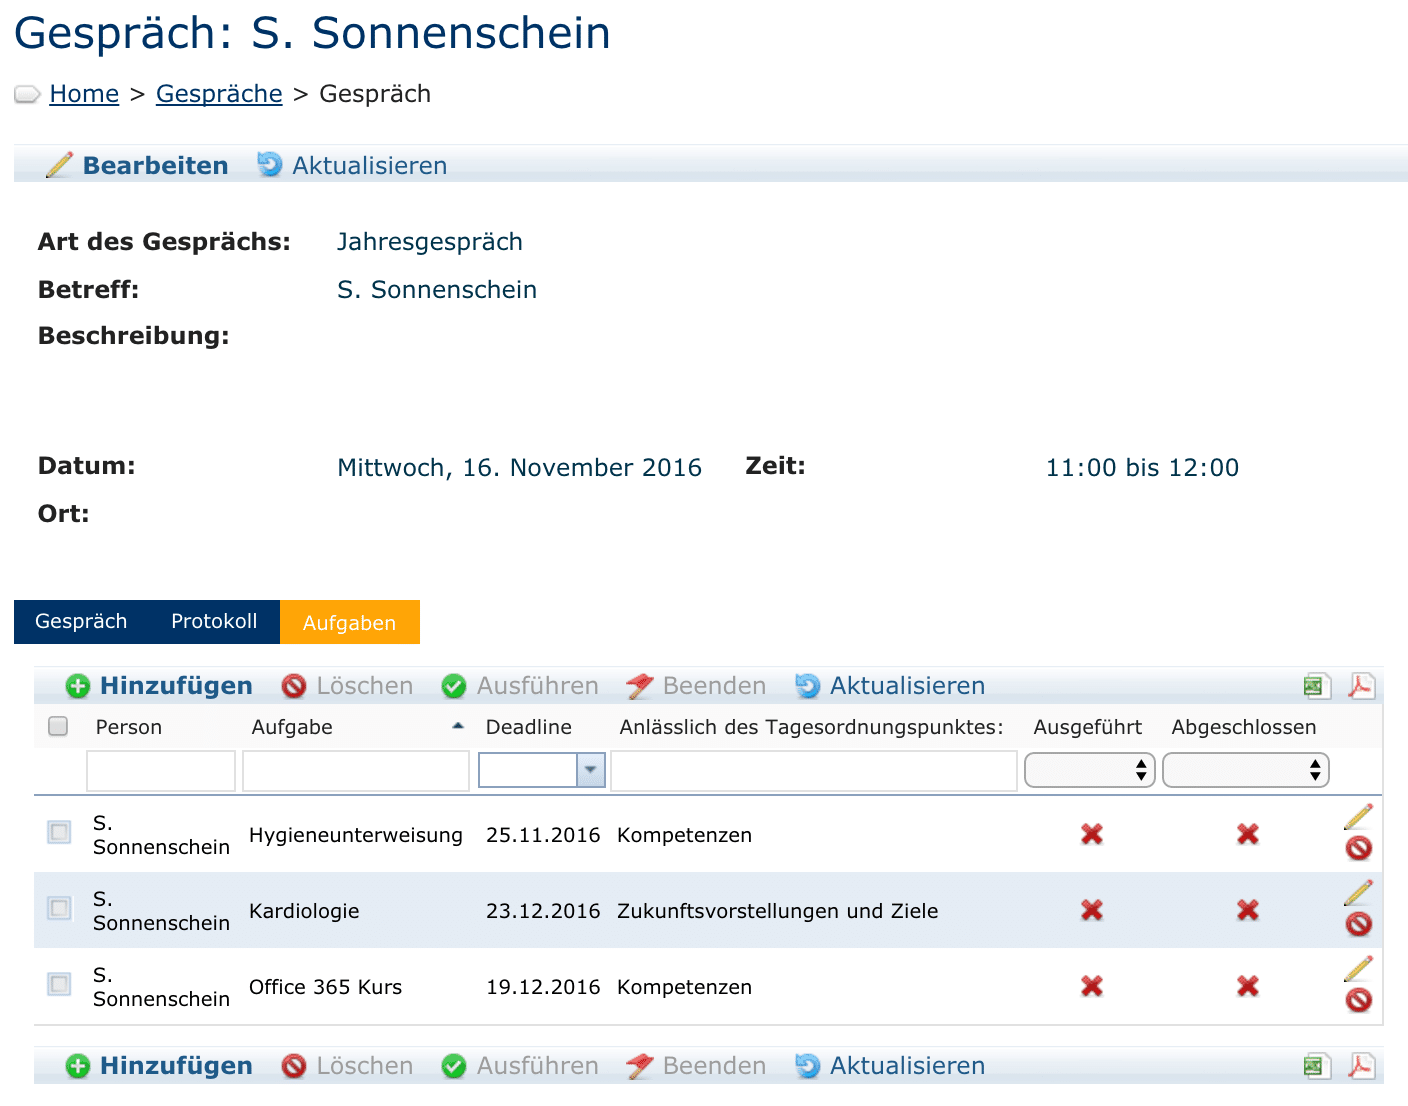 Gespräch: S. Sonnenschein
Home > Gespräche > Gespräch
Bearbeiten Aktualisieren
Art des Gesprächs: Jahresgespräch
Betreff: S. Sonnenschein
Beschreibung:
Datum: Mittwoch, 16. November 2016 Zeit: 11:00 bis 12:00
Ort:
Gespräch Protokoll Aufgaben
Hinzufügen Löschen Ausführen Beenden Aktualisieren
Person Aufgabe Deadline Anlässlich des Tagesordnungspunktes: Ausgeführt Abgeschlossen
S.
Sonnenschein Hygieneunterweisung 25.11.2016 Kompetenzen
S.
Sonnenschein Kardiologie 23.12.2016 Zukunftsvorstellungen und Ziele
S.
Sonnenschein Office 365 Kurs 19.12.2016 Kompetenzen
Hinzufügen Löschen Ausführen Beenden Aktualisieren